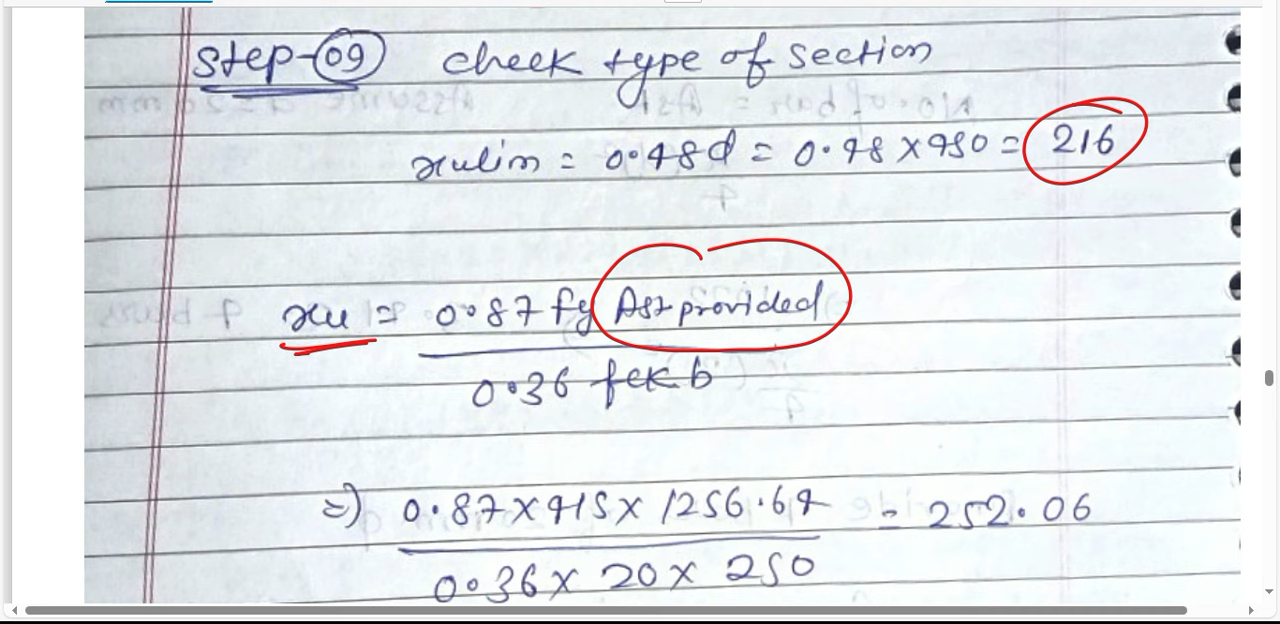 Step-09 check type of section
xulim = 0.48d = 0.48×450 = 216
xu = 0.87 fy Ast provided
0.36 fck b
=) 0.87×415×1256.64 = 252.06
0.36× 20× 250